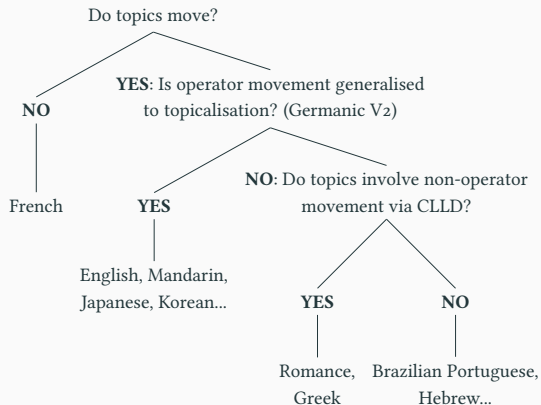 Do topics move?
NO
YES: Is operator movement generalised
to topicalisation? (Germanic V2)
French
YES
NO: Do topics involve non-operator
movement via CLLD?
English, Mandarin,
Japanese, Korean...
YES
NO
Romance,
Greek
Brazilian Portuguese,
Hebrew...